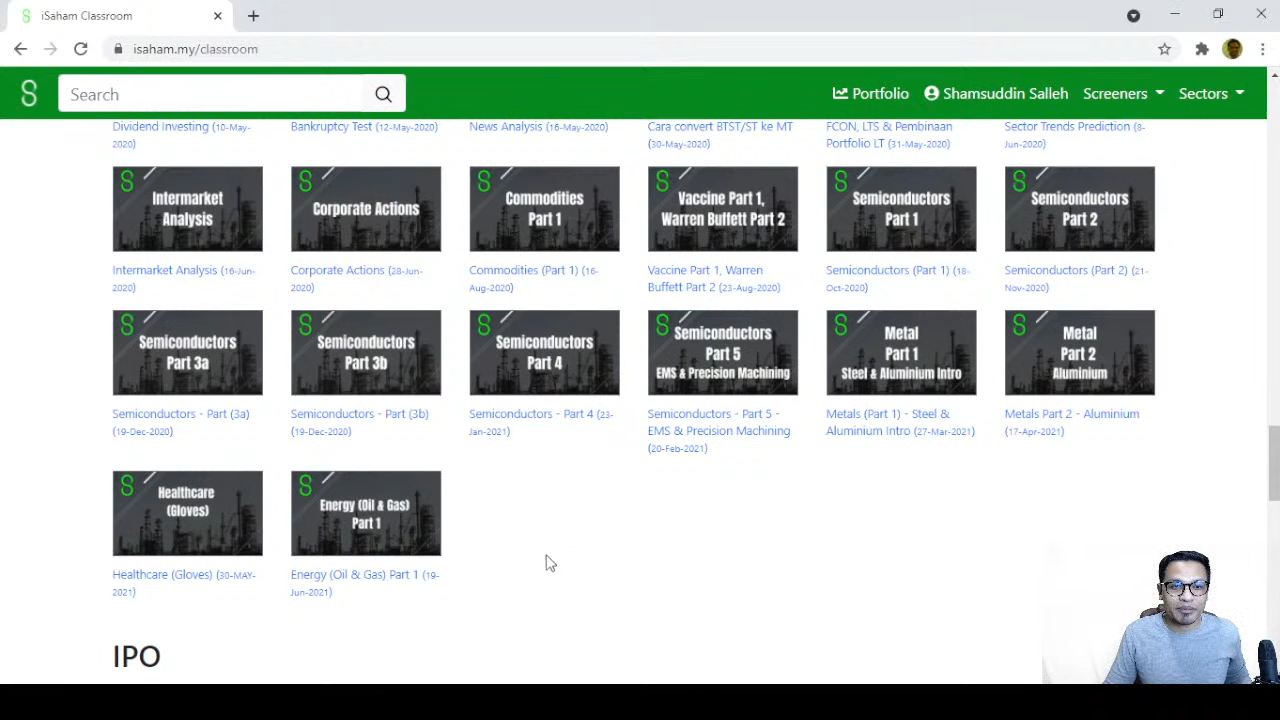 iSaham Classroom
isaham.my/classroom
Search
Portfolio
Shamsuddin Salleh
Screeners
Sectors
Dividend Investing (10-May-
2020)
Bankruptcy Test (12-May-2020)
News Analysis (16-May-2020)
Cara convert BTST/ST ke MT
(30-May-2020)
FCON, LTS & Pembinaan
Portfolio LT (31-May-2020)
Sector Trends Prediction (8-
Jun-2020)
Intermarket
Analysis
Corporate Actions
Commodities
Part 1
Vaccine Part 1,
Warren Buffett Part 2
Semiconductors
Part 1
Semiconductors
Part 2
Intermarket Analysis (16-Jun-
2020)
Corporate Actions (28-Jun-
2020)
Commodities (Part 1) (16-
Aug-2020)
Vaccine Part 1, Warren
Buffett Part 2 (23-Aug-2020)
Semiconductors (Part 1) (18-
Oct-2020)
Semiconductors (Part 2) (21-
Nov-2020)
Semiconductors
Part 3a
Semiconductors
Part 3b
Semiconductors
Part 4
Semiconductors
Part 5
EMS & Precision Machining
Metal
Part 1
Steel & Aluminium Intro
Metal
Part 2
Aluminium
Semiconductors - Part (3a)
(19-Dec-2020)
Semiconductors - Part (3b)
(19-Dec-2020)
Semiconductors - Part 4 (23-
Jan-2021)
Semiconductors - Part 5 -
EMS & Precision Machining
(20-Feb-2021)
Metals (Part 1) - Steel &
Aluminium Intro (27-Mar-2021)
Metals Part 2 - Aluminium
(17-Apr-2021)
Healthcare
(Gloves)
Energy (Oil & Gas)
Part 1
Healthcare (Gloves) (30-MAY-
2021)
Energy (Oil & Gas) Part 1 (19-
Jun-2021)
IPO